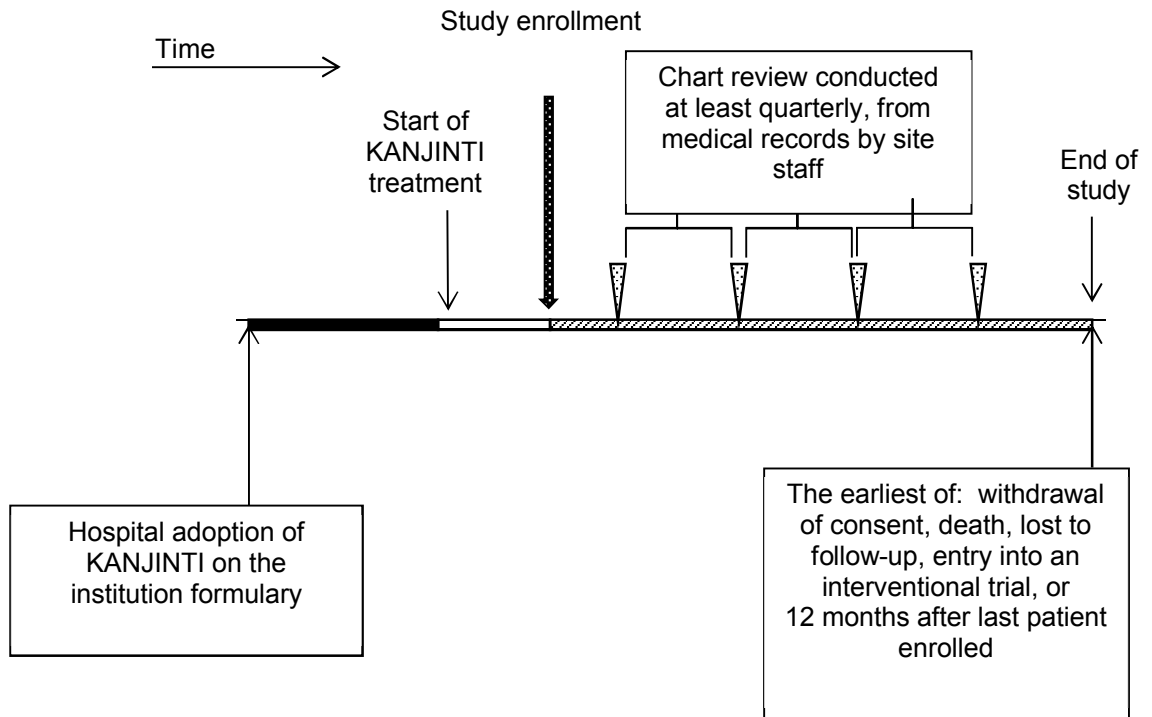 Study enrollment
Time
Chart review conducted
at least quarterly, from
medical records by site
staff
Start of
KANJINTI
treatment
End of
study
Hospital adoption of
KANJINTI on the
institution formulary
The earliest of:  withdrawal
of consent, death, lost to
follow-up, entry into an
interventional trial, or
12 months after last patient
enrolled